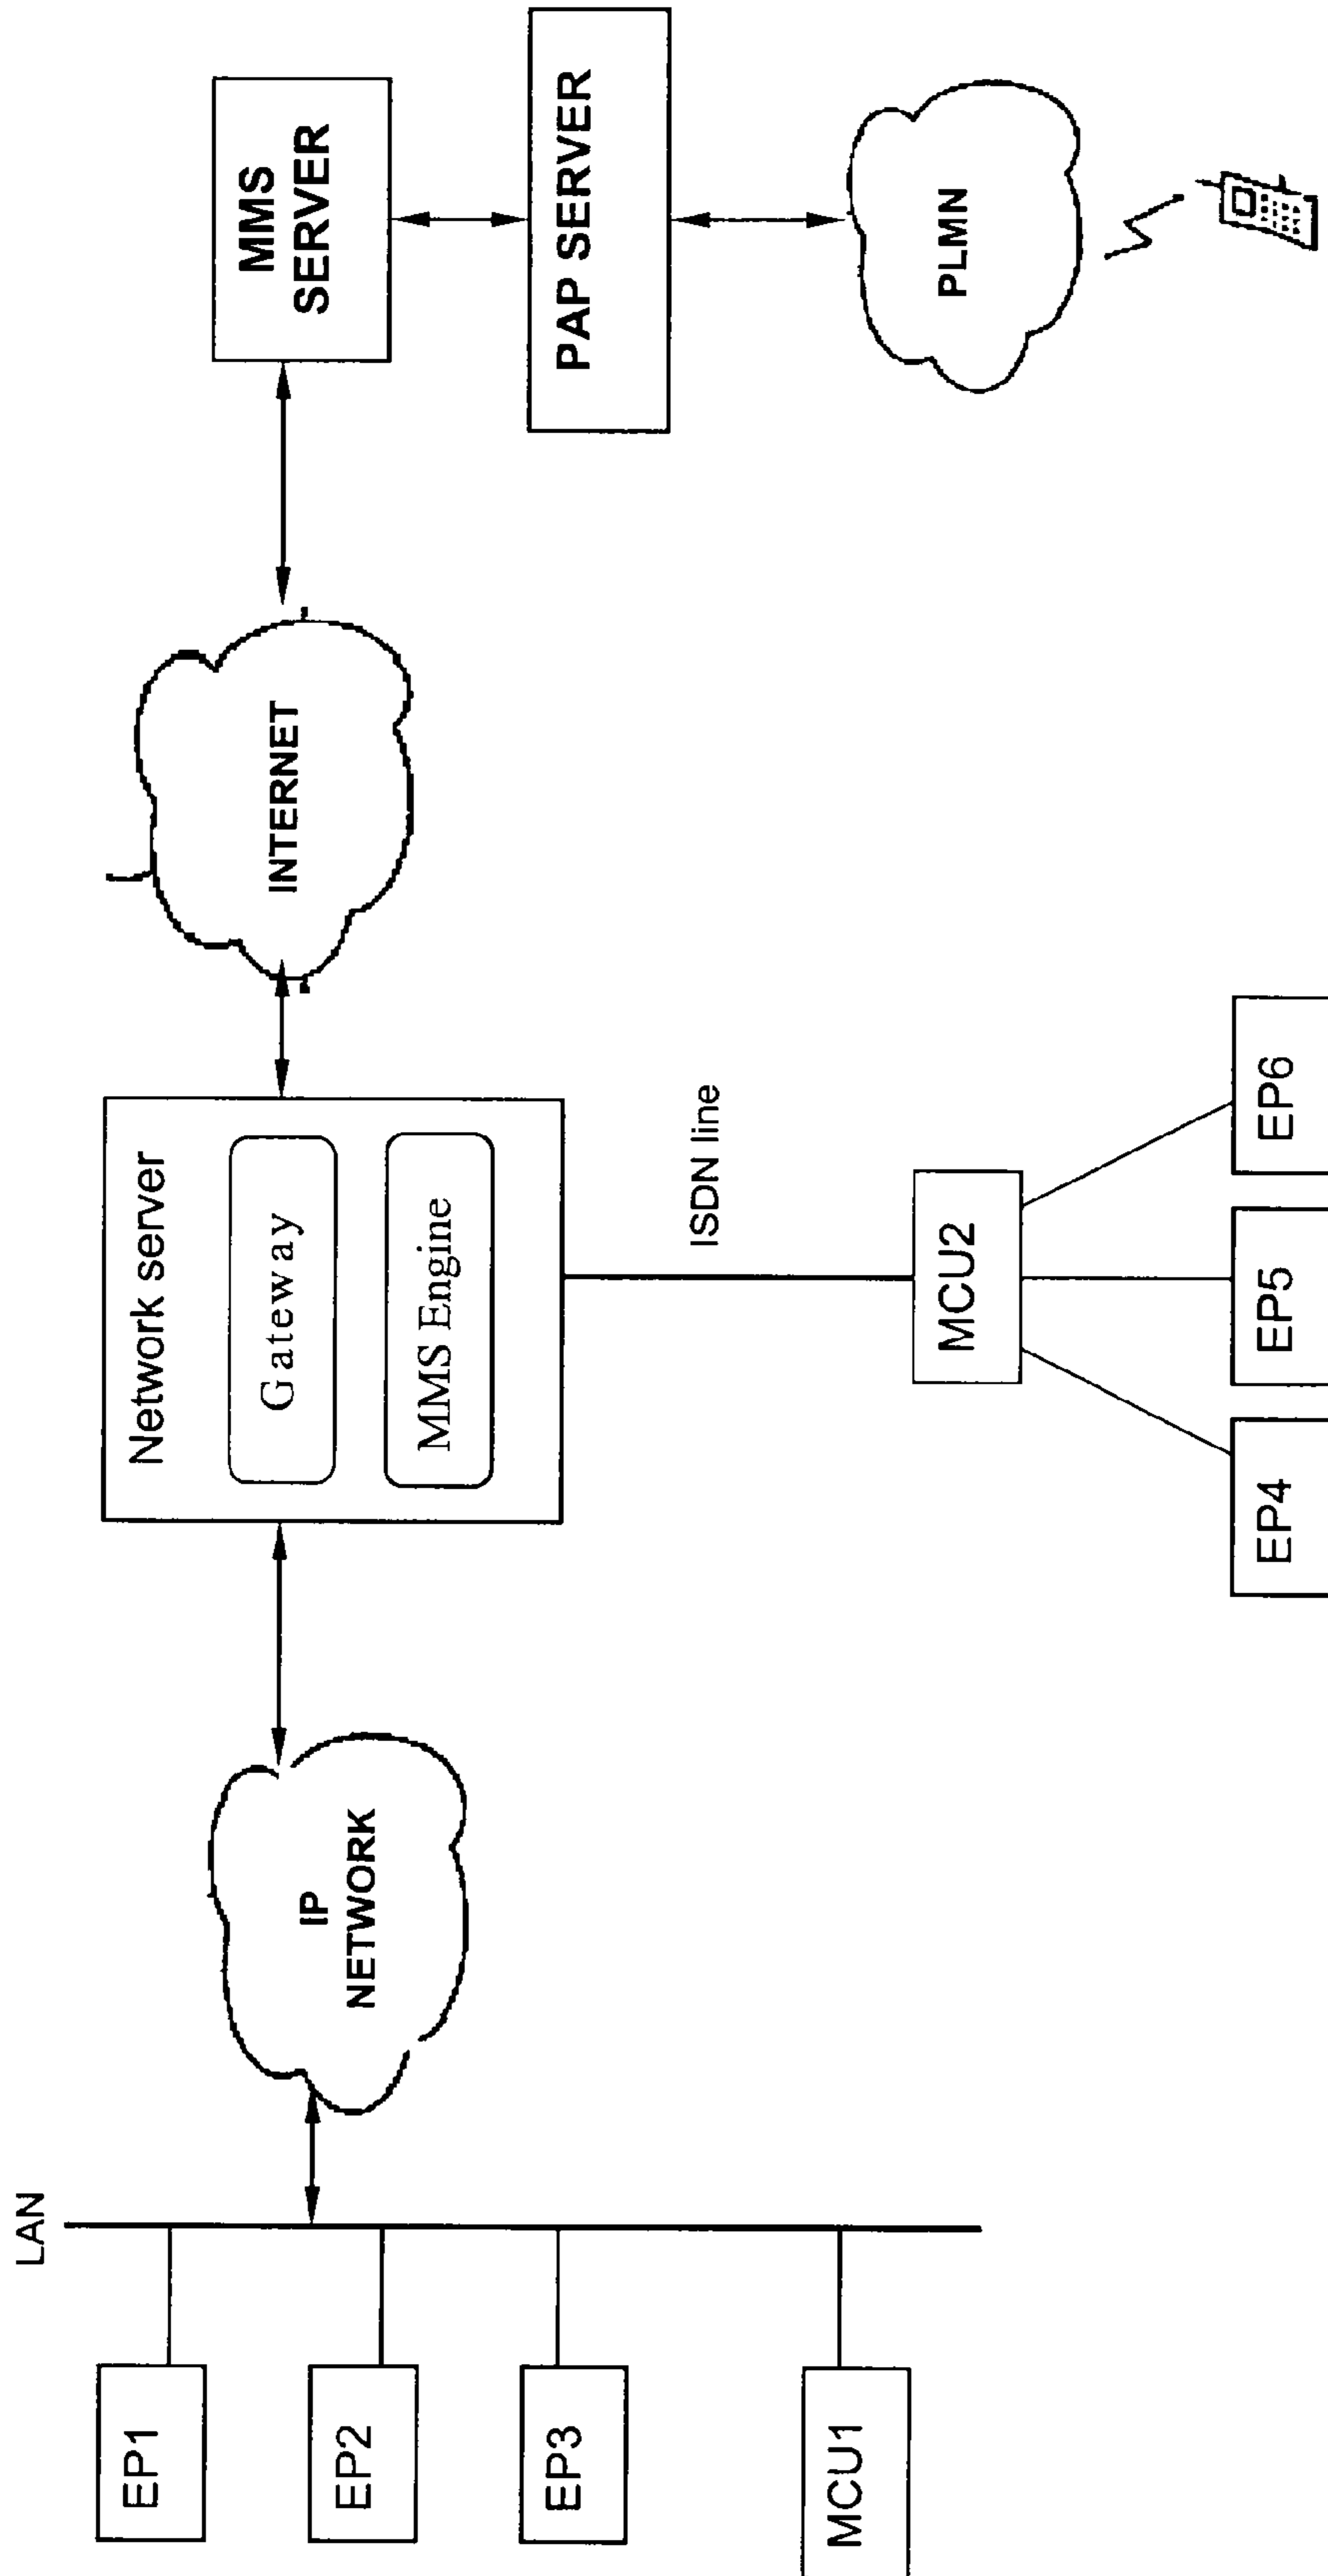 LAN
EP1
EP2
EP3
MCU1
IP
NETWORK
Network server
Gateway
MMS Engine
ISDN line
MCU2
EP4
EP5
EP6
INTERNET
MMS
SERVER
PAP SERVER
PLMN